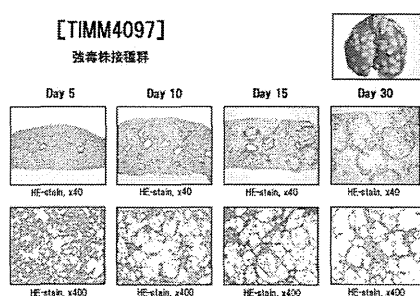 [TIMM4097]
強毒株接種群
Day 5 Day 10 Day 15 Day 30
HE-stain, x40 HE-stain, x40 HE-stain, x40 HE-stain, x40
HE-stain, x400 HE-stain, x400 HE-stain, x400 HE-stain, x400